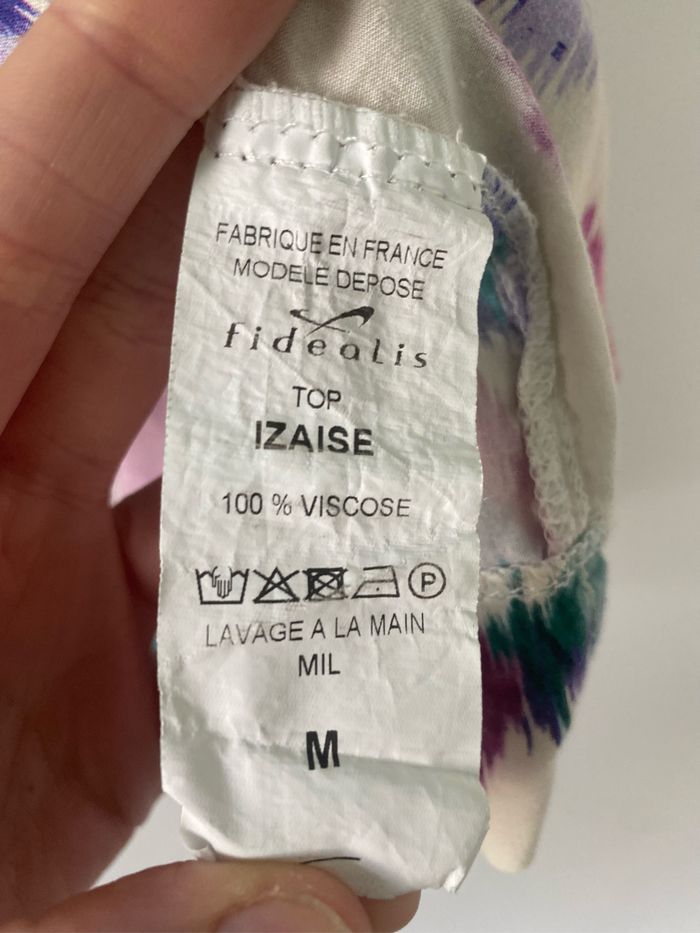 FABRIQUE EN FRANCE
MODELE DEPOSE
fidealis
TOP
IZAISE
100 % VISCOSE
P
LAVAGE A LA MAIN
MIL
M